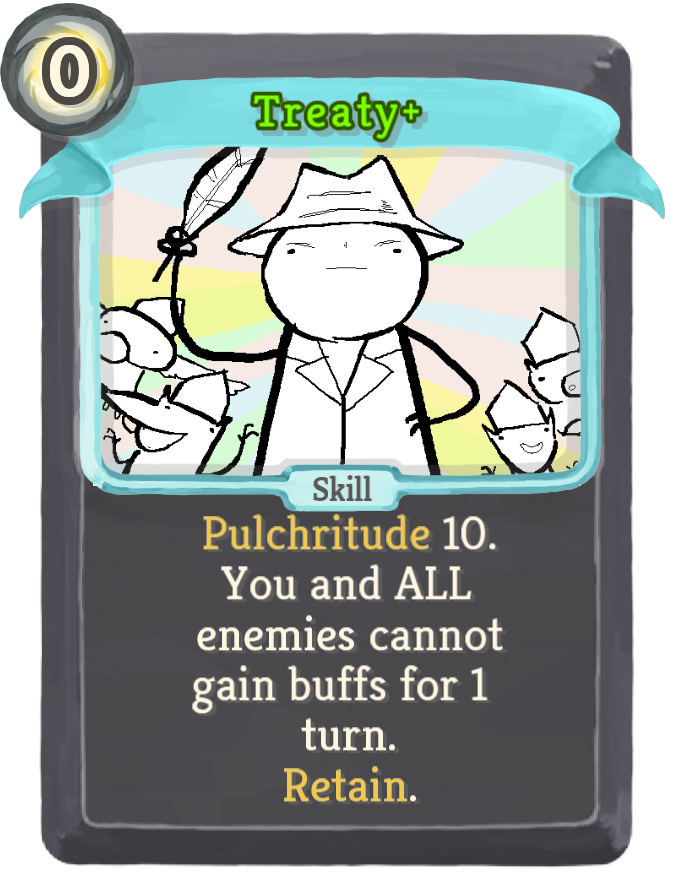 0
Treaty+
Skill
Pulchritude 10.
You and ALL
enemies cannot
gain buffs for 1
turn.
Retain.